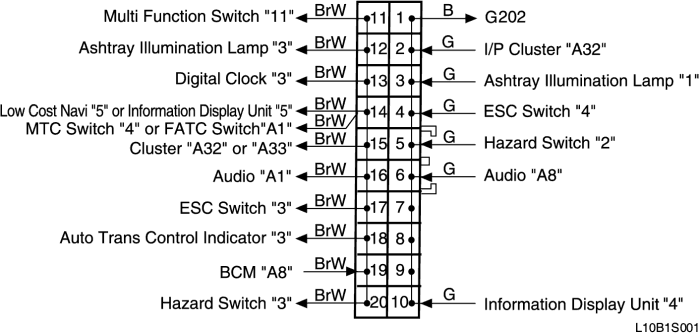 Multi Function Switch "11" BrW 11 1 B G202
Ashtray Illumination Lamp "3" BrW 12 2 G I/P Cluster "A32"
Digital Clock "3" BrW 13 3 G Ashtray Illumination Lamp "1"
Low Cost Navi "5" or Information Display Unit "5" BrW 14 4 G ESC Switch "4"
MTC Switch "4" or FATC Switch"A1" BrW
Cluster "A32" or "A33" BrW 15 5 G Hazard Switch "2"
Audio "A1" BrW 16 6 G Audio "A8"
ESC Switch "3" BrW 17 7
Auto Trans Control Indicator "3" BrW 18 8
BCM "A8" BrW 19 9
Hazard Switch "3" BrW 20 10 G Information Display Unit "4"
L10B1S001